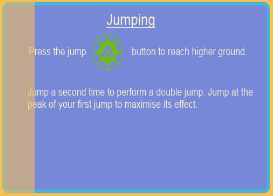 Jumping
Press the jump button to reach higher ground.
Jump a second time to perform a double jump. Jump at the
peak of your first jump to maximise its effect.